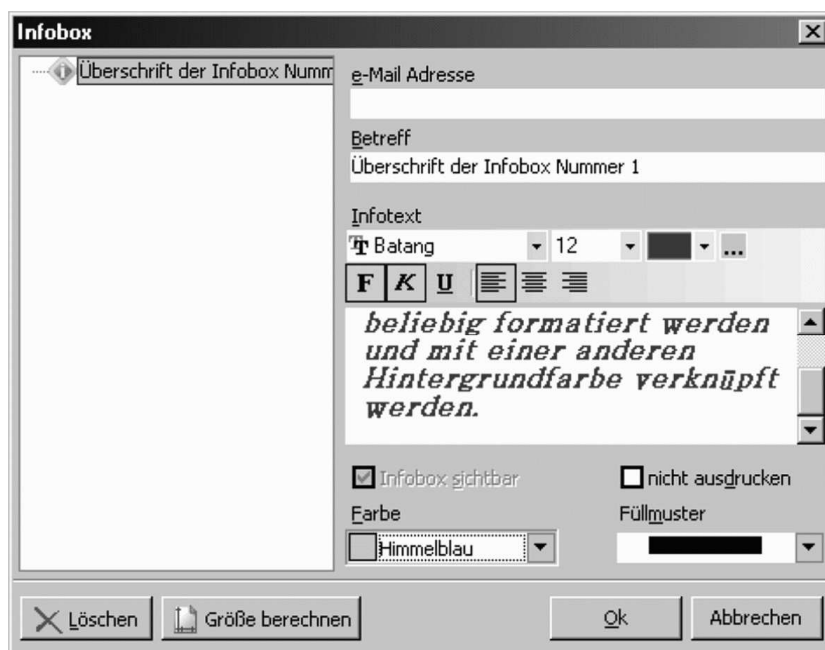 Infobox
Überschrift der Infobox Numm
e-Mail Adresse
Betreff
Überschrift der Infobox Nummer 1
Infotext
Batang 12 ...
F K U
beliebig formatiert werden
und mit einer anderen
Hintergrundfarbe verknüpft
werden.
Infobox sichtbar nicht ausdrucken
Farbe Füllmuster
Himmelblau
Löschen Größe berechnen Ok Abbrechen